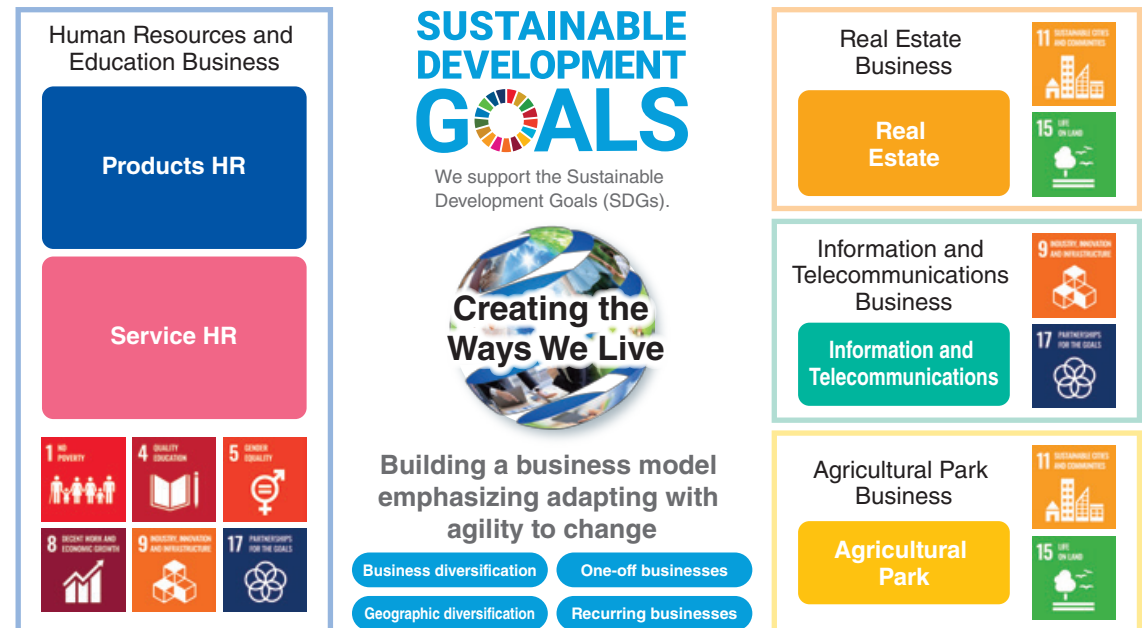 Human Resources and
Education Business
Products HR
Service HR
1 NO
POVERTY
4 QUALITY
EDUCATION
5 GENDER
EQUALITY
8 DECENT WORK AND
ECONOMIC GROWTH
9 INDUSTRY, INNOVATION
AND INFRASTRUCTURE
17 PARTNERSHIPS
FOR THE GOALS
SUSTAINABLE
DEVELOPMENT
GOALS
We support the Sustainable
Development Goals (SDGs).
Creating the
Ways We Live
Building a business model
emphasizing adapting with
agility to change
Business diversification
One-off businesses
Geographic diversification
Recurring businesses
Real Estate
Business
Real
Estate
11 SUSTAINABLE CITIES
AND COMMUNITIES
15 LIFE
ON LAND
Information and
Telecommunications
Business
Information and
Telecommunications
9 INDUSTRY, INNOVATION
AND INFRASTRUCTURE
17 PARTNERSHIPS
FOR THE GOALS
Agricultural Park
Business
Agricultural
Park
11 SUSTAINABLE CITIES
AND COMMUNITIES
15 LIFE
ON LAND